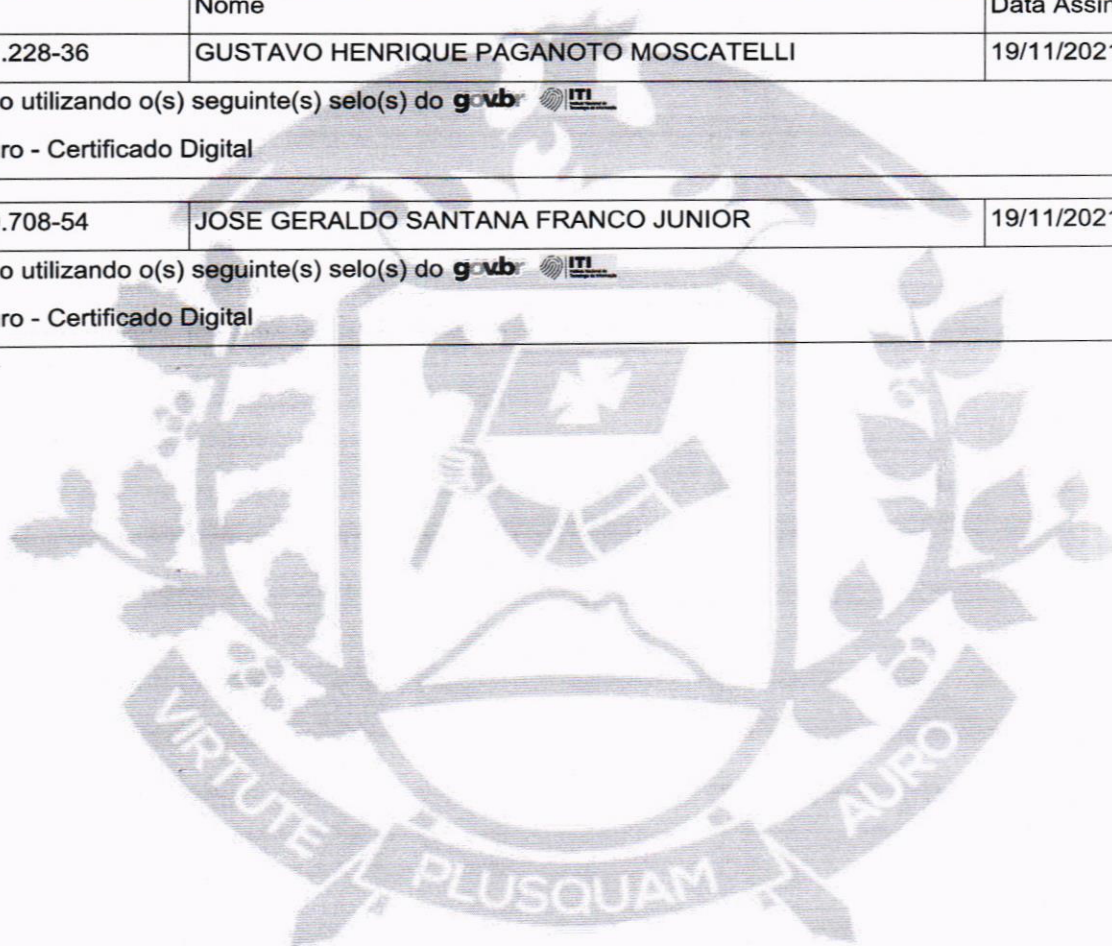 Nome Data Assin
.228-36 GUSTAVO HENRIQUE PAGANOTO MOSCATELLI 19/11/2021
o utilizando o(s) seguinte(s) selo(s) do gov.br ITI
ro - Certificado Digital
.708-54 JOSE GERALDO SANTANA FRANCO JUNIOR 19/11/2021
o utilizando o(s) seguinte(s) selo(s) do gov.br ITI
ro - Certificado Digital
VIRTUTE PLUSQUAM AURO